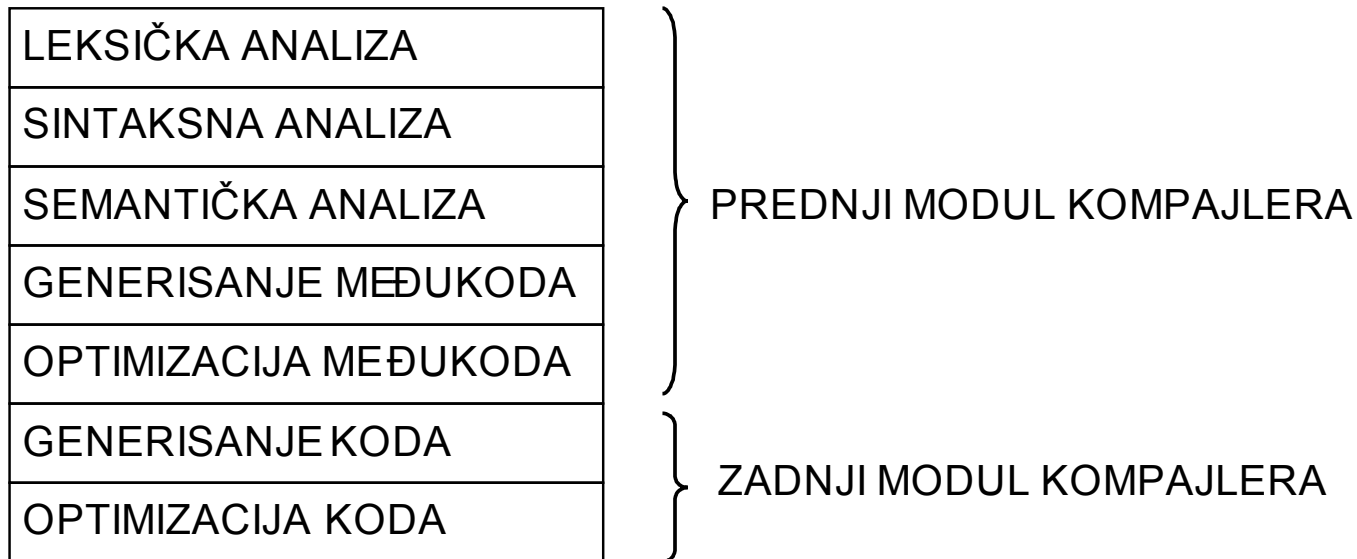 LEKSIČKA ANALIZA
SINTAKSNA ANALIZA
SEMANTIČKA ANALIZA
PREDNJI MODUL KOMPAJLERA
GENERISANJE MEĐUKODA
OPTIMIZACIJA MEĐUKODA
GENERISANJE KODA
ZADNJI MODUL KOMPAJLERA
OPTIMIZACIJA KODA